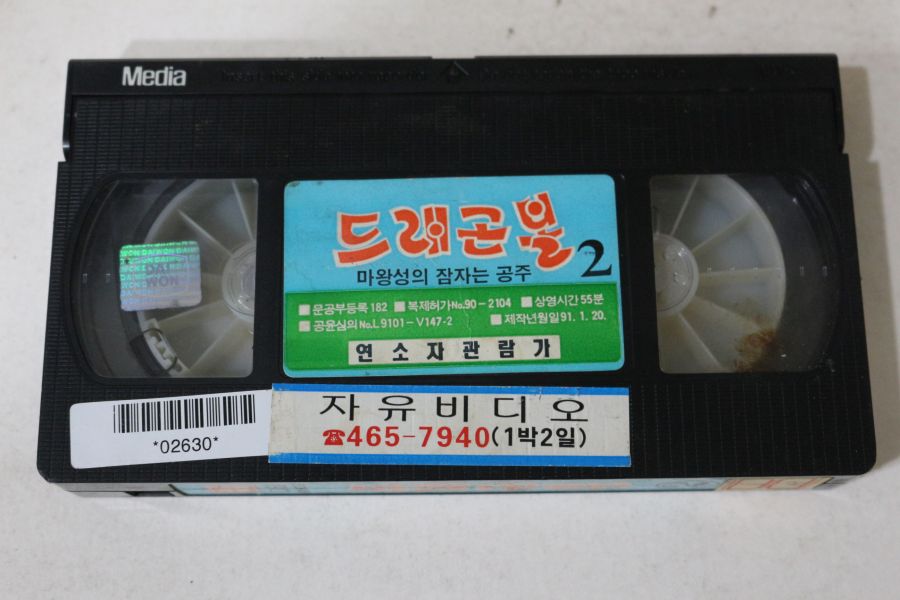 Media
드래곤볼 2
마왕성의 잠자는 공주
문공부등록 182 복제허가No.90-2104 상영시간 55분
공윤심의No.L9101-V147-2 제작년월일 91.1.20.
연소자관람가
자유비디오
☎465-7940(1박2일)
*02630*